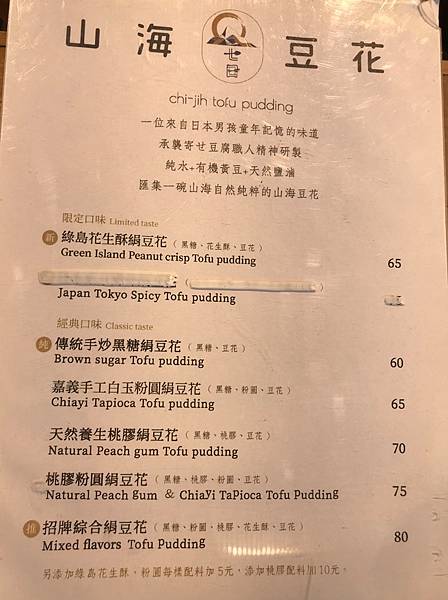 山海 七日 豆花
chi-jih tofu pudding
一位來自日本男孩童年記憶的味道
承襲寄せ豆腐職人精神研製
純水+有機黃豆+天然鹽滷
匯集一碗山海自然純粹的山海豆花
限定口味 Limited taste
新 綠島花生酥絹豆花（黑糖、花生酥、豆花）
Green Island Peanut crisp Tofu pudding 65
Japan Tokyo Spicy Tofu pudding
經典口味 Classic taste
純 傳統手炒黑糖絹豆花（黑糖、豆花）
Brown sugar Tofu pudding 60
嘉義手工白玉粉圓絹豆花（黑糖、粉圓、豆花）
Chiayi Tapioca Tofu pudding 65
天然養生桃膠絹豆花（黑糖、桃膠、豆花）
Natural Peach gum Tofu pudding 70
桃膠粉圓絹豆花（黑糖、桃膠、粉圓、豆花）
Natural Peach gum & Chiayi TaPioca Tofu Pudding 75
推 招牌綜合絹豆花（黑糖、粉圓、桃膠、花生酥、豆花）
Mixed flavors Tofu Pudding 80
另添加綠島花生酥，粉圓每樣配料加5元，添加桃膠配料加10元。